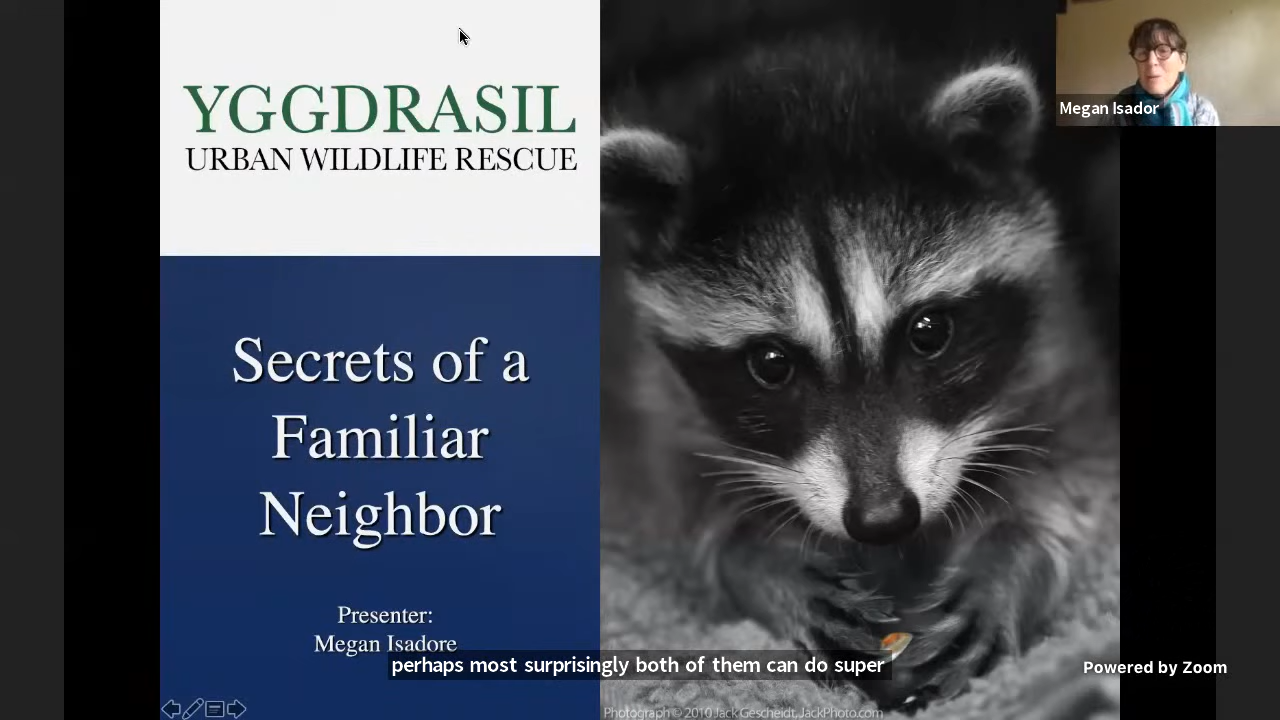 YGGDRASIL
URBAN WILDLIFE RESCUE
Megan Isador
Secrets of a
Familiar
Neighbor
Presenter:
Megan Isadore
perhaps most surprisingly both of them can do super
Powered by Zoom
Photograph © 2010 Jack Gescheidt, JackPhoto.com